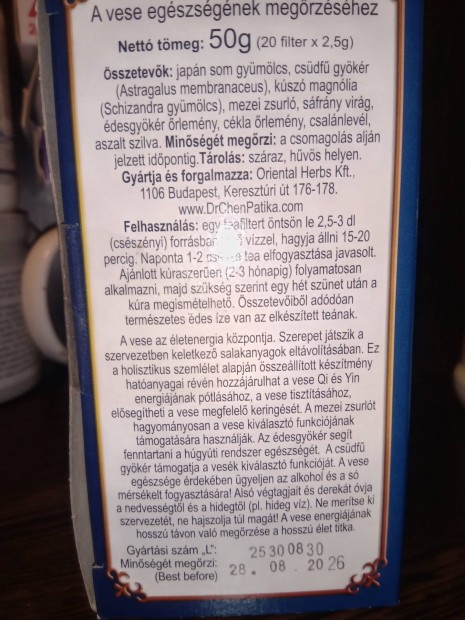 A vese egészségének megőrzéséhez
Nettó tömeg: 50g (20 filter x 2,5g)
Összetevők: japán som gyümölcs, csüdfű gyökér
(Astragalus membranaceus), kúszó magnólia
(Schizandra gyümölcs), mezei zsurló, sáfrány virág,
édesgyökér őrlemény, cékla őrlemény, csalánlevél,
aszalt szilva. Minőségét megőrzi: a csomagolás alján
jelzett időpontig.Tárolás: száraz, hűvös helyen.
Gyártja és forgalmazza: Oriental Herbs Kft.,
1106 Budapest, Keresztúri út 176-178.
www.DrChenPatika.com
Felhasználás: egy teafiltert öntsön le 2,5-3 dl
(csészényi) vízzel, hagyja állni 15-20
percig. Naponta 1-2 tea elfogyasztása javasolt.
Ajánlott kúraszerűen (2-3 hónapig) folyamatosan
alkalmazni, majd szükség szerint egy hét szünet után a
kúra megismételhető. Összetevőiből adódóan
természetes édes íze van az elkészített teának.
A vese az életenergia központja. Szerepet játszik a
szervezetben keletkező salakanyagok eltávolításában. Ez
a holisztikus szemlélet alapján összeállított készítmény
hatóanyagai révén hozzájárulhat a vese Qi és Yin
energiájának pótlásához, a vese tisztításához,
elősegítheti a vese megfelelő keringését. A mezei zsurlót
hagyományosan a vese kiválasztó funkciójának
támogatására használják. Az édesgyökér segít
fenntartani a húgyúti rendszer egészségét. A csüdfű
gyökér támogatja a vesék kiválasztó funkcióját. A vese
egészsége érdekében ügyeljen az alkohol és a só
mérsékelt fogyasztására! Alsó végtagjait és derekát óvja
a nedvességtől és a hidegtől (pl. hideg víz). Ne merítse ki
szervezetét, ne hajszolja túl magát! A vese energiájának
hosszú távon való megőrzése a hosszú élet titka.
Gyártási szám „L": 25300830
Minőségét megőrzi: 28. 08 2026
(Best before)